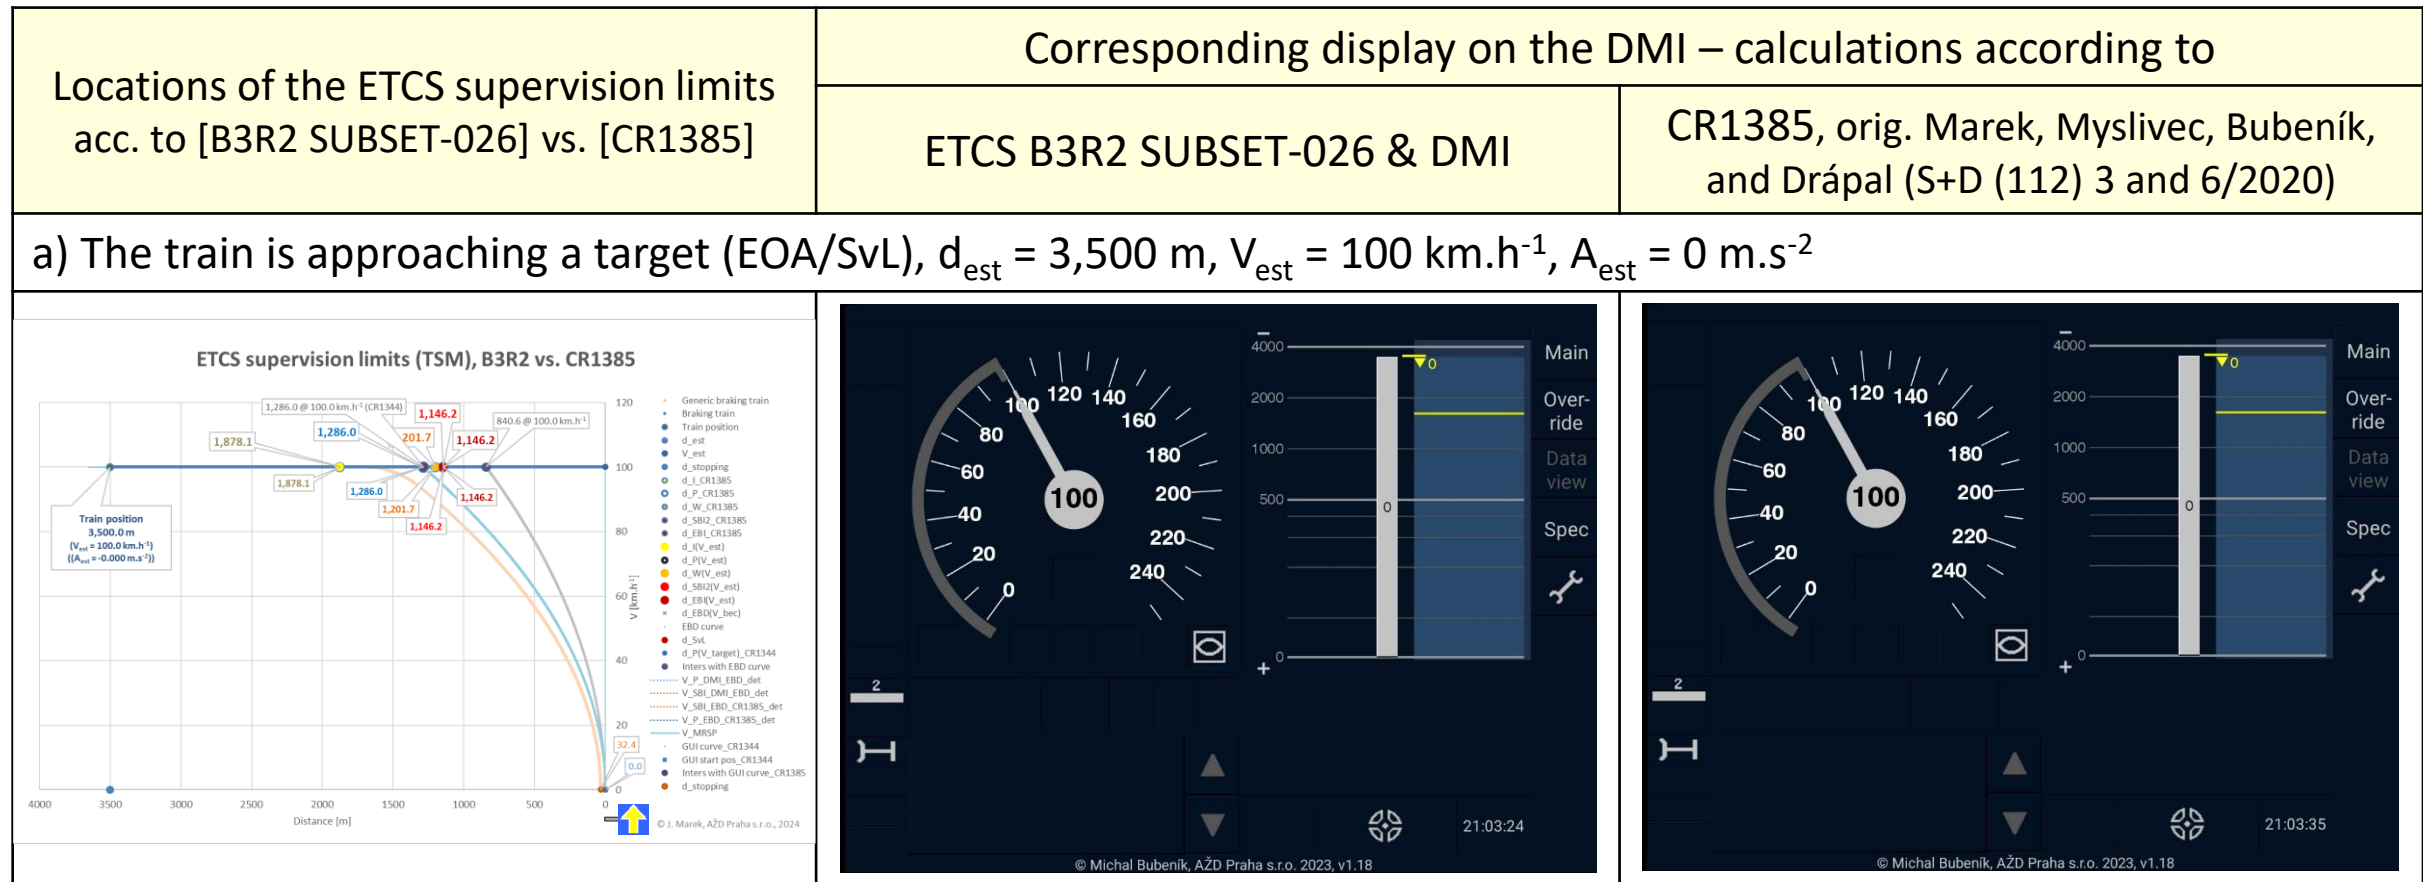 Locations of the ETCS supervision limits
acc. to [B3R2 SUBSET-026] vs. [CR1385]
Corresponding display on the DMI – calculations according to
ETCS B3R2 SUBSET-026 & DMI
CR1385, orig. Marek, Myslivec, Bubeník,
and Drápal (S+D (112) 3 and 6/2020)
a) The train is approaching a target (EOA/SvL), d_est = 3,500 m, V_est = 100 km.h⁻¹, A_est = 0 m.s⁻²
ETCS supervision limits (TSM), B3R2 vs. CR1385
1,286.0 @ 100.0 km.h⁻¹ (CR1344)
1,146.2
840.6 @ 100.0 km.h⁻¹
1,878.1
1,286.0
201.7
1,146.2
1,878.1
1,286.0
1,201.7
1,146.2
1,146.2
Train position
3,500.0 m
(V_est = 100.0 km.h⁻¹)
((A_est = -0.000 m.s⁻²))
32.4
0.0
120
100
80
60
40
20
0
V [km.h⁻¹]
4000 3500 3000 2500 2000 1500 1000 500 0
Distance [m]
Generic braking train
Braking train
Train position
d_est
V_est
d_stopping
d_I_CR1385
d_P_CR1385
d_W_CR1385
d_SBI2_CR1385
d_EBI_CR1385
d_I(V_est)
d_P(V_est)
d_W(V_est)
d_SBI2(V_est)
d_EBI(V_est)
d_EBD(V_bec)
EBD curve
d_SvL
d_P(V_target)_CR1344
Inters with EBD curve
V_P_DMI_EBD_det
V_SBI_DMI_EBD_det
V_SBI_EBD_CR1385_det
V_P_EBD_CR1385_det
V_MRSP
GUI curve_CR1344
GUI start pos_CR1344
Inters with GUI curve_CR1385
d_stopping
© J. Marek, AŽD Praha s.r.o., 2024
0
20
40
60
80
100
120
140
160
180
200
220
240
100
2
4000
2000
1000
500
0
0
0
Main
Over-
ride
Data
view
Spec
21:03:24
© Michal Bubeník, AŽD Praha s.r.o. 2023, v1.18
0
20
40
60
80
100
120
140
160
180
200
220
240
100
2
4000
2000
1000
500
0
0
0
Main
Over-
ride
Data
view
Spec
21:03:35
© Michal Bubeník, AŽD Praha s.r.o. 2023, v1.18